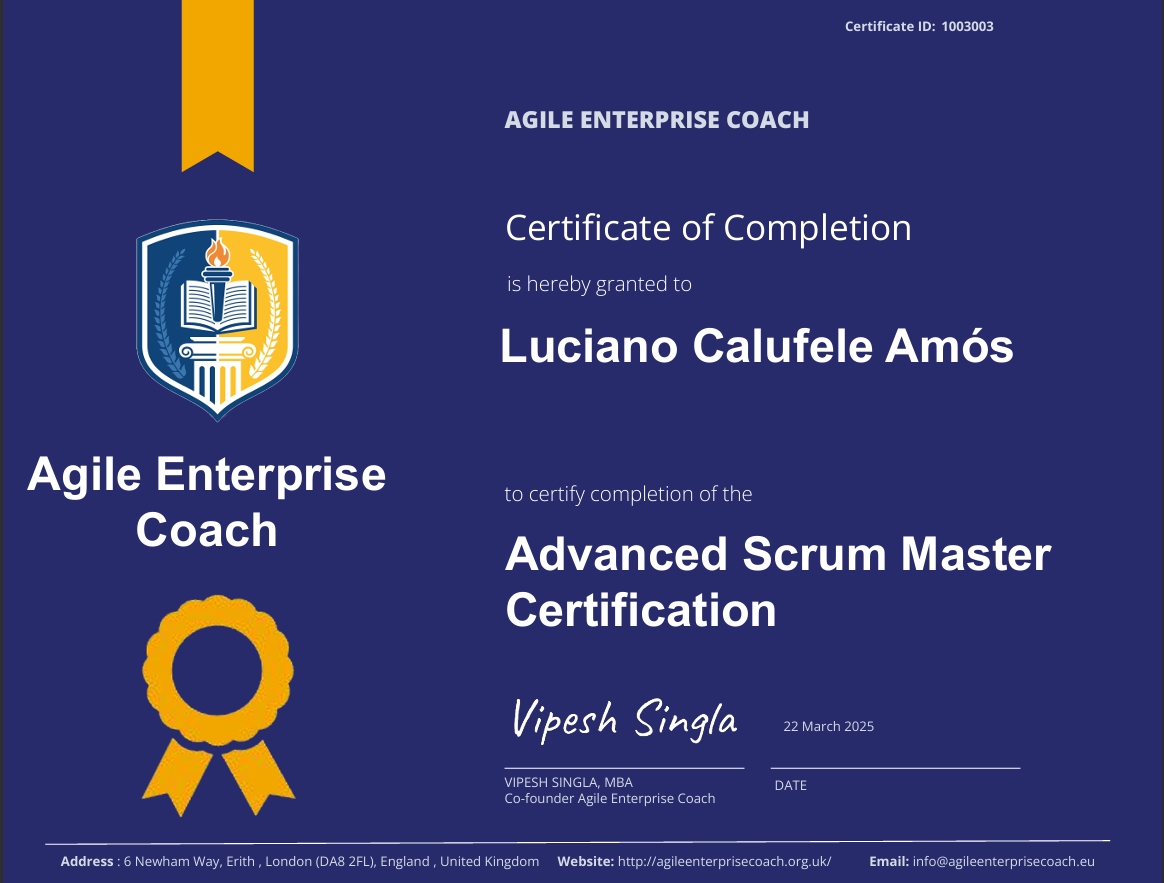 Certificate ID: 1003003
AGILE ENTERPRISE COACH
Certificate of Completion
is hereby granted to
Luciano Calufele Amós
Agile Enterprise
Coach
to certify completion of the
Advanced Scrum Master
Certification
Vipesh Singla
22 March 2025
VIPESH SINGLA, MBA
Co-founder Agile Enterprise Coach
DATE
Address : 6 Newham Way, Erith , London (DA8 2FL), England , United Kingdom Website: http://agileenterprisecoach.org.uk/ Email: info@agileenterprisecoach.eu